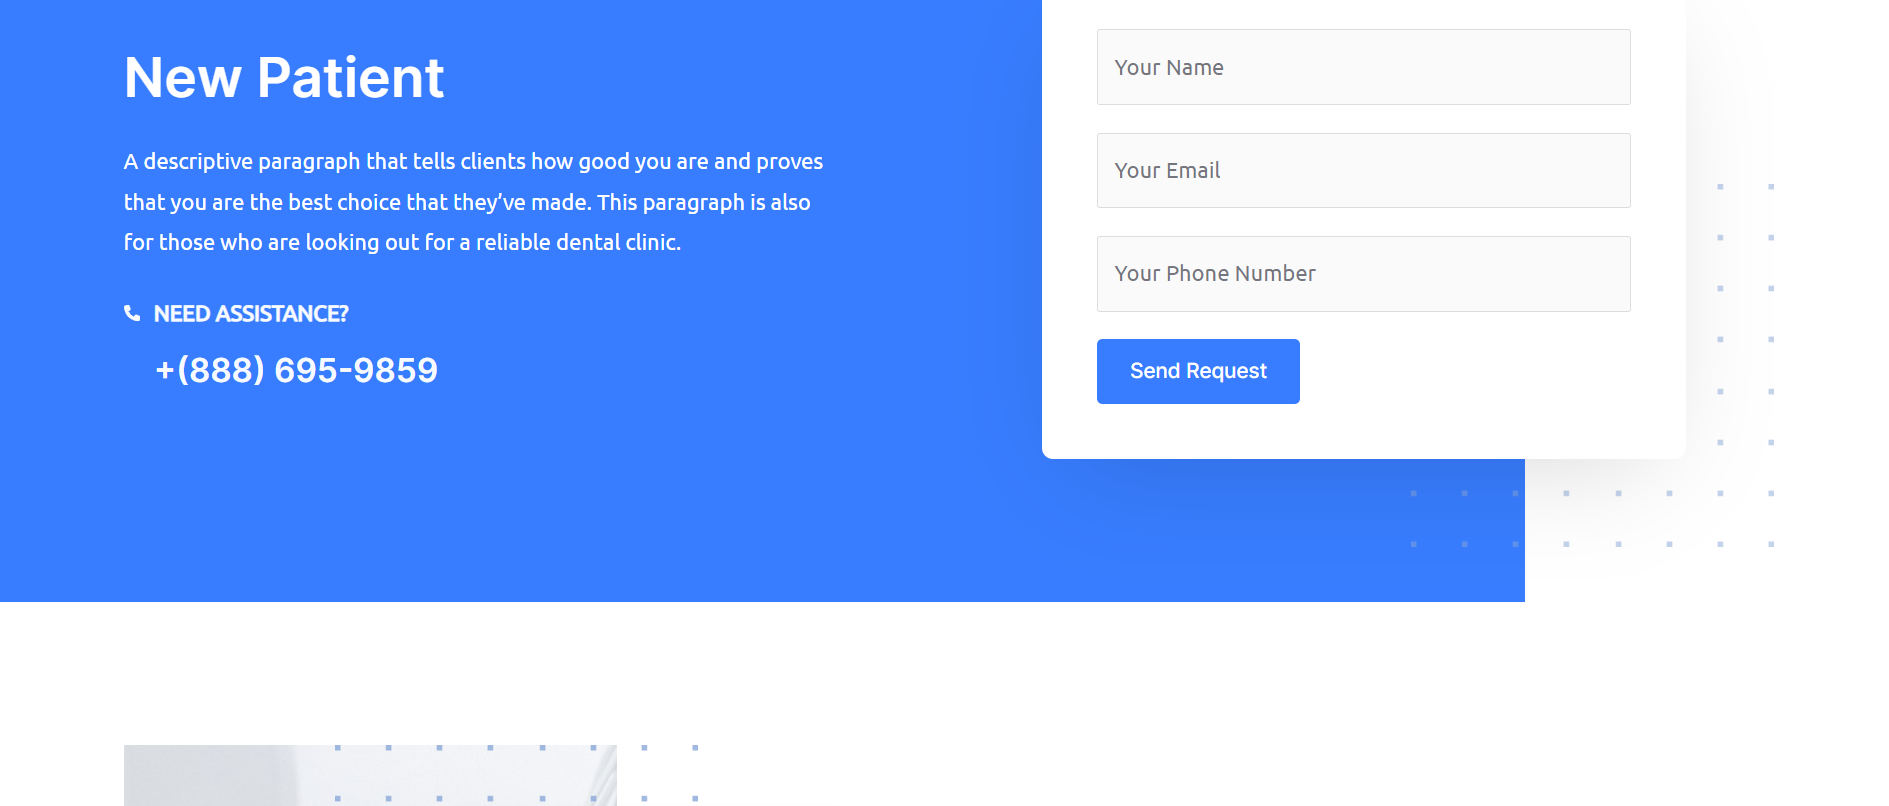 New Patient
A descriptive paragraph that tells clients how good you are and proves
that you are the best choice that they’ve made. This paragraph is also
for those who are looking out for a reliable dental clinic.
NEED ASSISTANCE?
+(888) 695-9859
Your Name
Your Email
Your Phone Number
Send Request